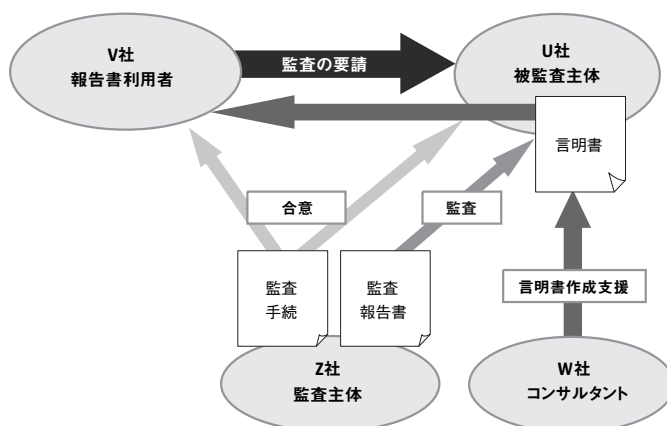 V社
報告書利用者
監査の要請
U社
被監査主体
言明書
合意
監査
監査
手続
監査
報告書
言明書作成支援
Z社
監査主体
W社
コンサルタント